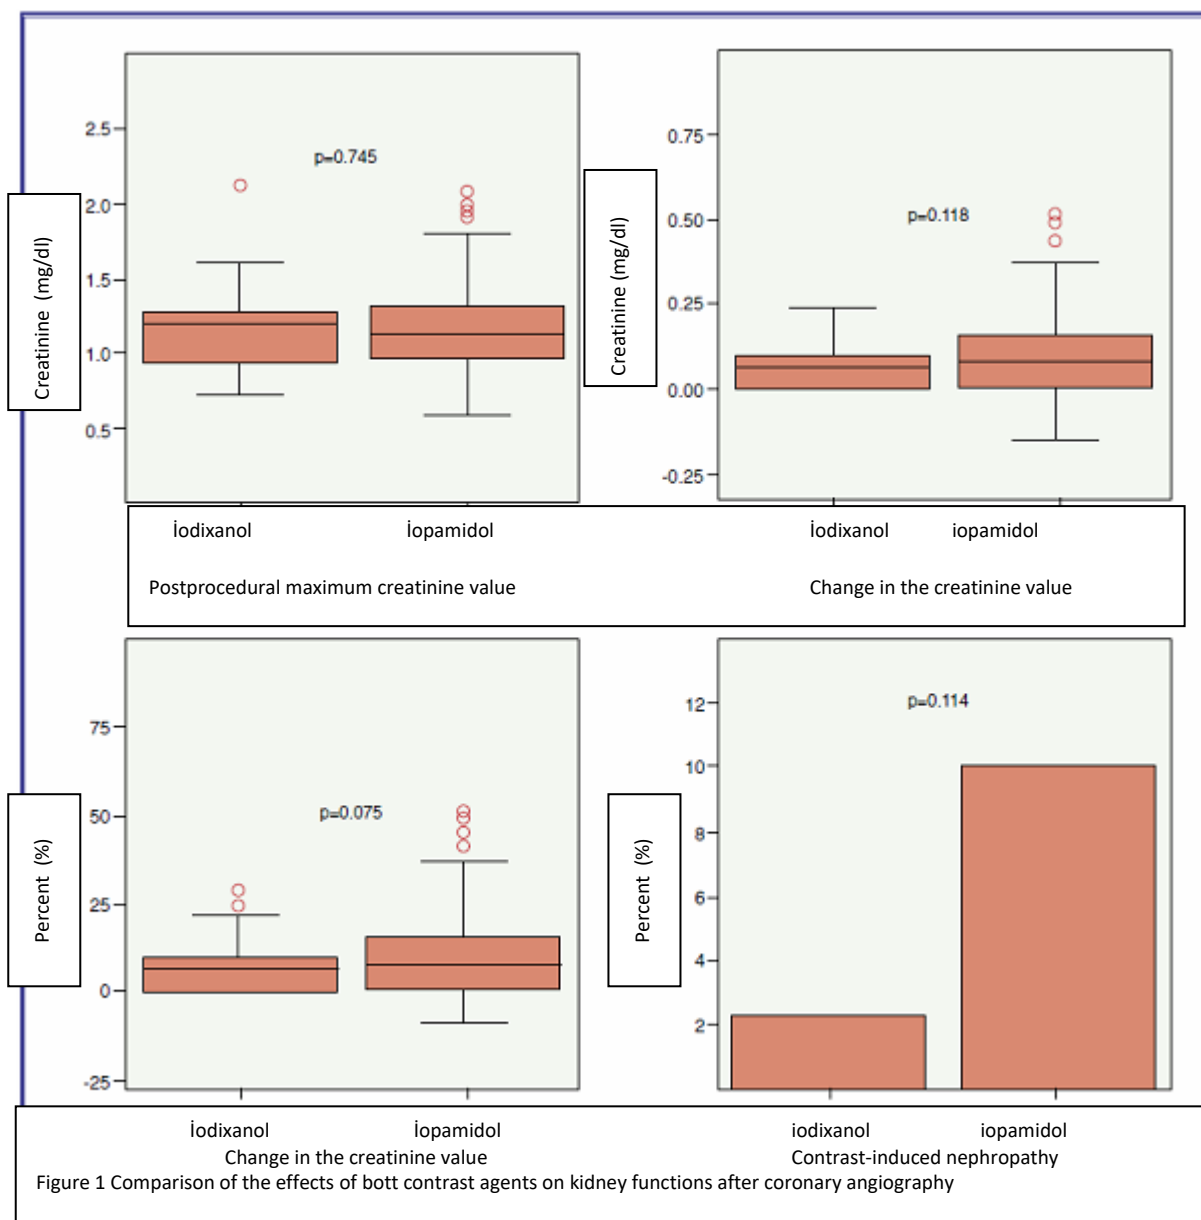 2.5
2.0
1.5
1.0
0.5
p=0.745
Creatinine (mg/dl)
0.75
0.50
0.25
0.00
-0.25
p=0.118
Creatinine (mg/dl)
İodixanol İopamidol İodixanol iopamidol
Postprocedural maximum creatinine value Change in the creatinine value
75
50
25
0
-25
p=0.075
Percent (%)
12
10
8
6
4
2
p=0.114
Percent (%)
İodixanol İopamidol iodixanol iopamidol
Change in the creatinine value Contrast-induced nephropathy
Figure 1 Comparison of the effects of bott contrast agents on kidney functions after coronary angiography